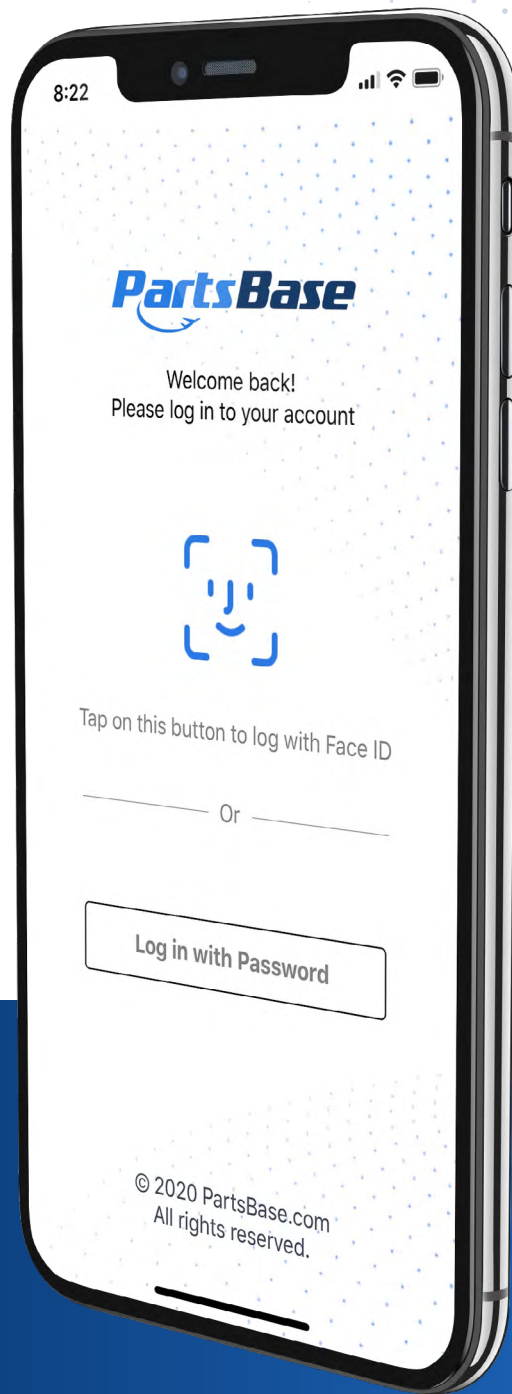 8:22
PartsBase
Welcome back!
Please log in to your account
Tap on this button to log with Face ID
Or
Log in with Password
© 2020 PartsBase.com
All rights reserved.